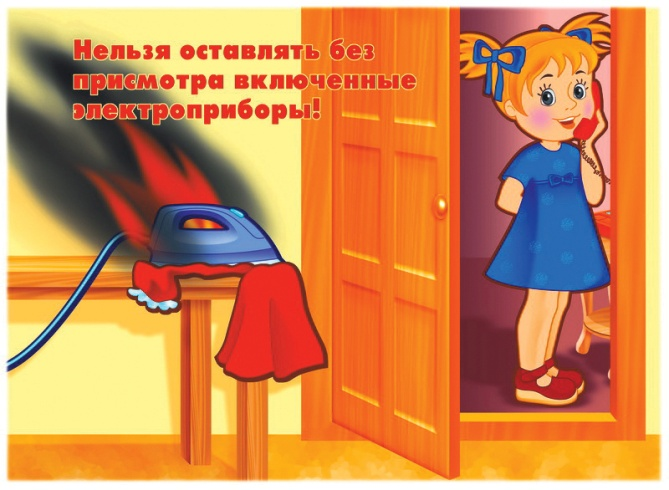 Нельзя оставлять без
присмотра включенные
электроприборы!